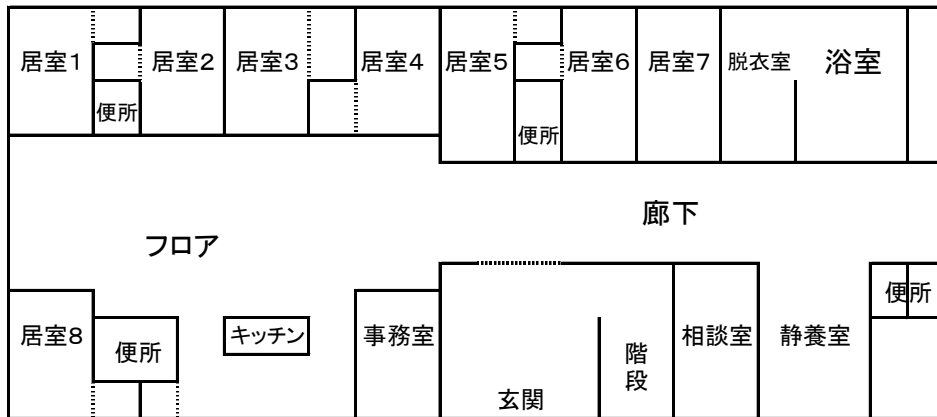 居室1
居室2
居室3
居室4
居室5
居室6
居室7
脱衣室
浴室
便所
便所
廊下
フロア
居室8
便所
キッチン
事務室
玄関
階段
相談室
静養室
便所